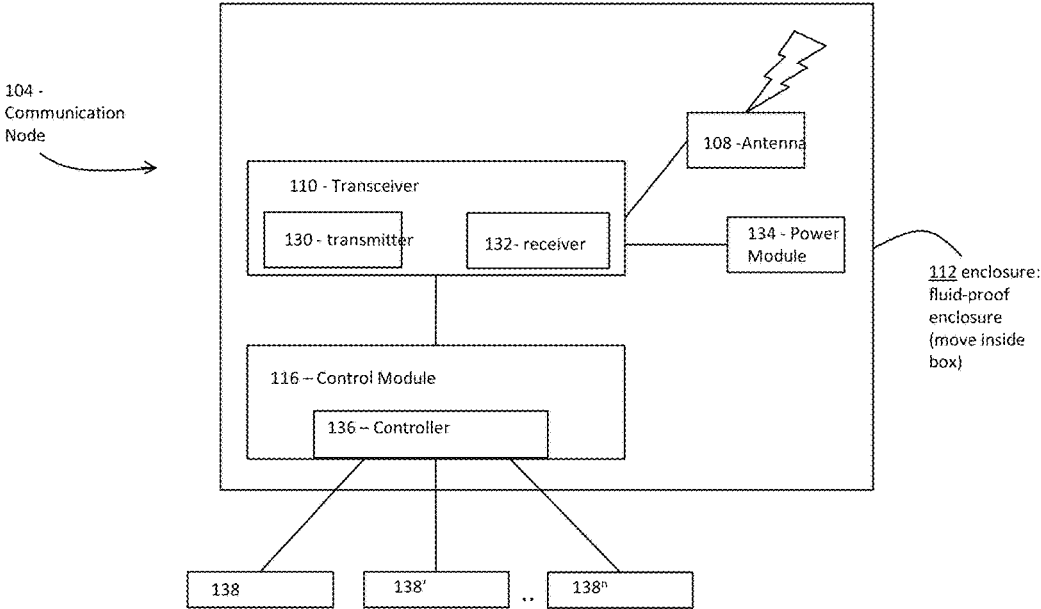 104 -
Communication
Node
108 -Antenna
110 - Transceiver
130 - transmitter
132- receiver
134 - Power
Module
112 enclosure:
fluid-proof
enclosure
(move inside
box)
116 – Control Module
136 – Controller
138
138'
..
138ⁿ